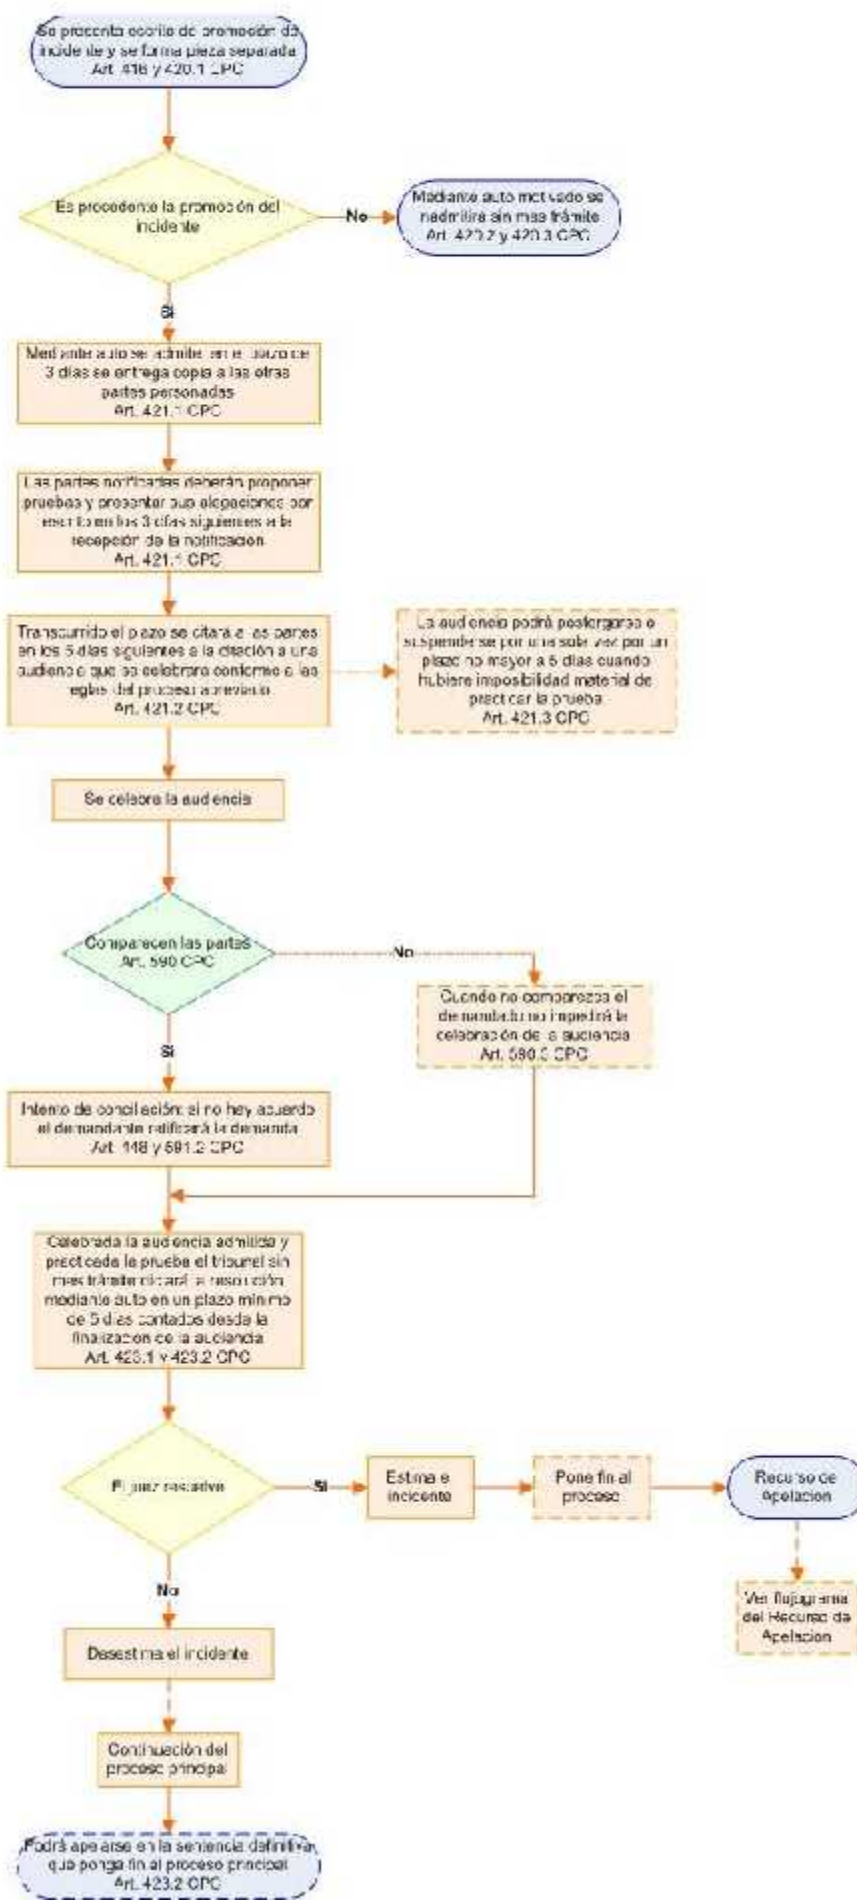 Se presenta escrito de promoción de
incidente y se forma pieza separada
Art. 416 y 420.1 CPC
Es procedente la promoción del
incidente
No
Mediante auto motivado se
inadmitirá sin mas trámite
Art. 420.2 y 420.3 CPC
Si
Mediante auto se admite, en el plazo de
3 días se entrega copia a las otras
partes personadas
Art. 421.1 CPC
Las partes notificadas deberán proponer
pruebas y presentar sus alegaciones por
escrito en los 3 días siguientes a la
recepción de la notificación
Art. 421.1 CPC
Transcurrido el plazo se citará a las partes
en los 5 días siguientes a la citación a una
audiencia que se celebrara conforme a las
reglas del proceso abreviado
Art. 421.2 CPC
La audiencia podrá postergarse o
suspenderse por una sola vez por un
plazo no mayor a 5 días cuando
hubiere imposibilidad material de
practicar la prueba
Art. 421.3 CPC
Se celebra la audiencia
Comparecen las partes
Art. 590 CPC
No
Cuando no comparezca el
demandado no impedirá la
celebración de la audiencia
Art. 590.3 CPC
Si
Intento de conciliación: si no hay acuerdo
el demandante ratificará la demanda
Art. 448 y 591.2 CPC
Celebrada la audiencia admitida y
practicada la prueba el tribunal sin
mas trámite dictará la resolución
mediante auto en un plazo mínimo
de 5 días contados desde la
finalización de la audiencia
Art. 423.1 y 423.2 CPC
El juez resuelve
Si
Estima el
incidente
Pone fin al
proceso
Recurso de
Apelacion
Ver flujograma
del Recurso de
Apelacion
No
Desestima el incidente
Continuación del
proceso principal
Podrá apelarse en la sentencia definitiva
que ponga fin al proceso principal
Art. 423.2 CPC